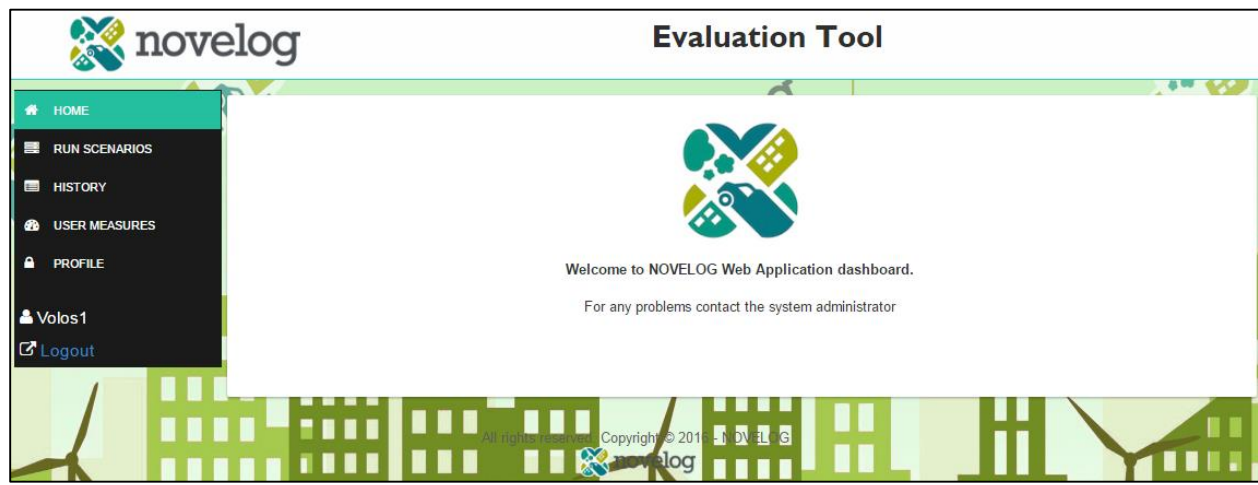 novelog
Evaluation Tool
HOME
RUN SCENARIOS
HISTORY
USER MEASURES
PROFILE
Volos1
Logout
Welcome to NOVELOG Web Application dashboard.
For any problems contact the system administrator
All rights reserved. Copyright © 2016 - NOVELOG
novelog